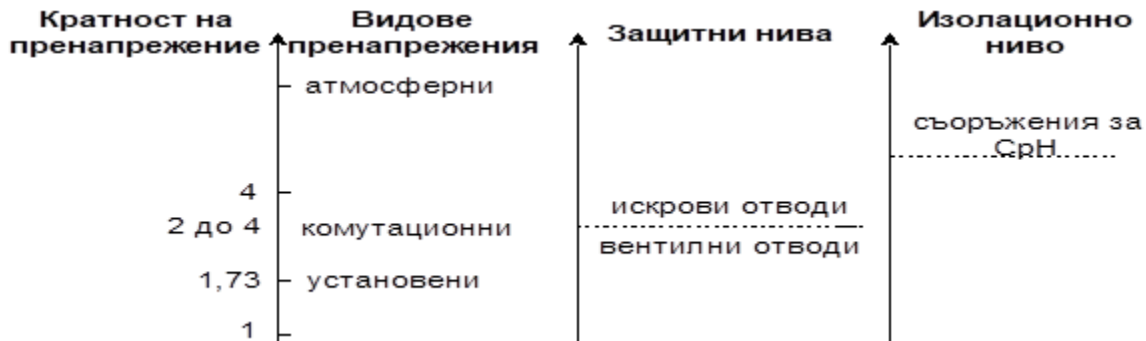 Кратност на
пренапрежение
Видове
пренапрежения
Защитни нива
Изолационно
ниво
атмосферни
съоръжения за
СрН
4
искрови отводи
2 до 4
комутационни
вентилни отводи
1,73
установени
1